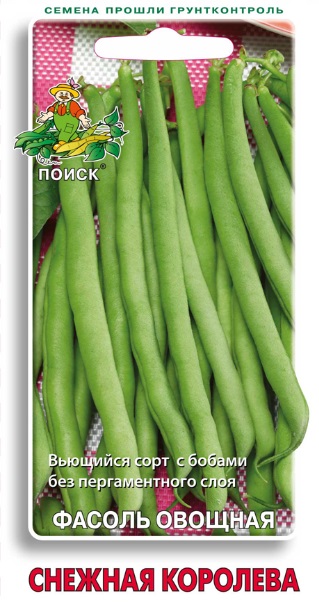 СЕМЕНА ПРОШЛИ ГРУНТКОНТРОЛЬ
ПОИСК®
Вьющийся сорт с бобами
без пергаментного слоя
ФАСОЛЬ ОВОЩНАЯ
СНЕЖНАЯ КОРОЛЕВА